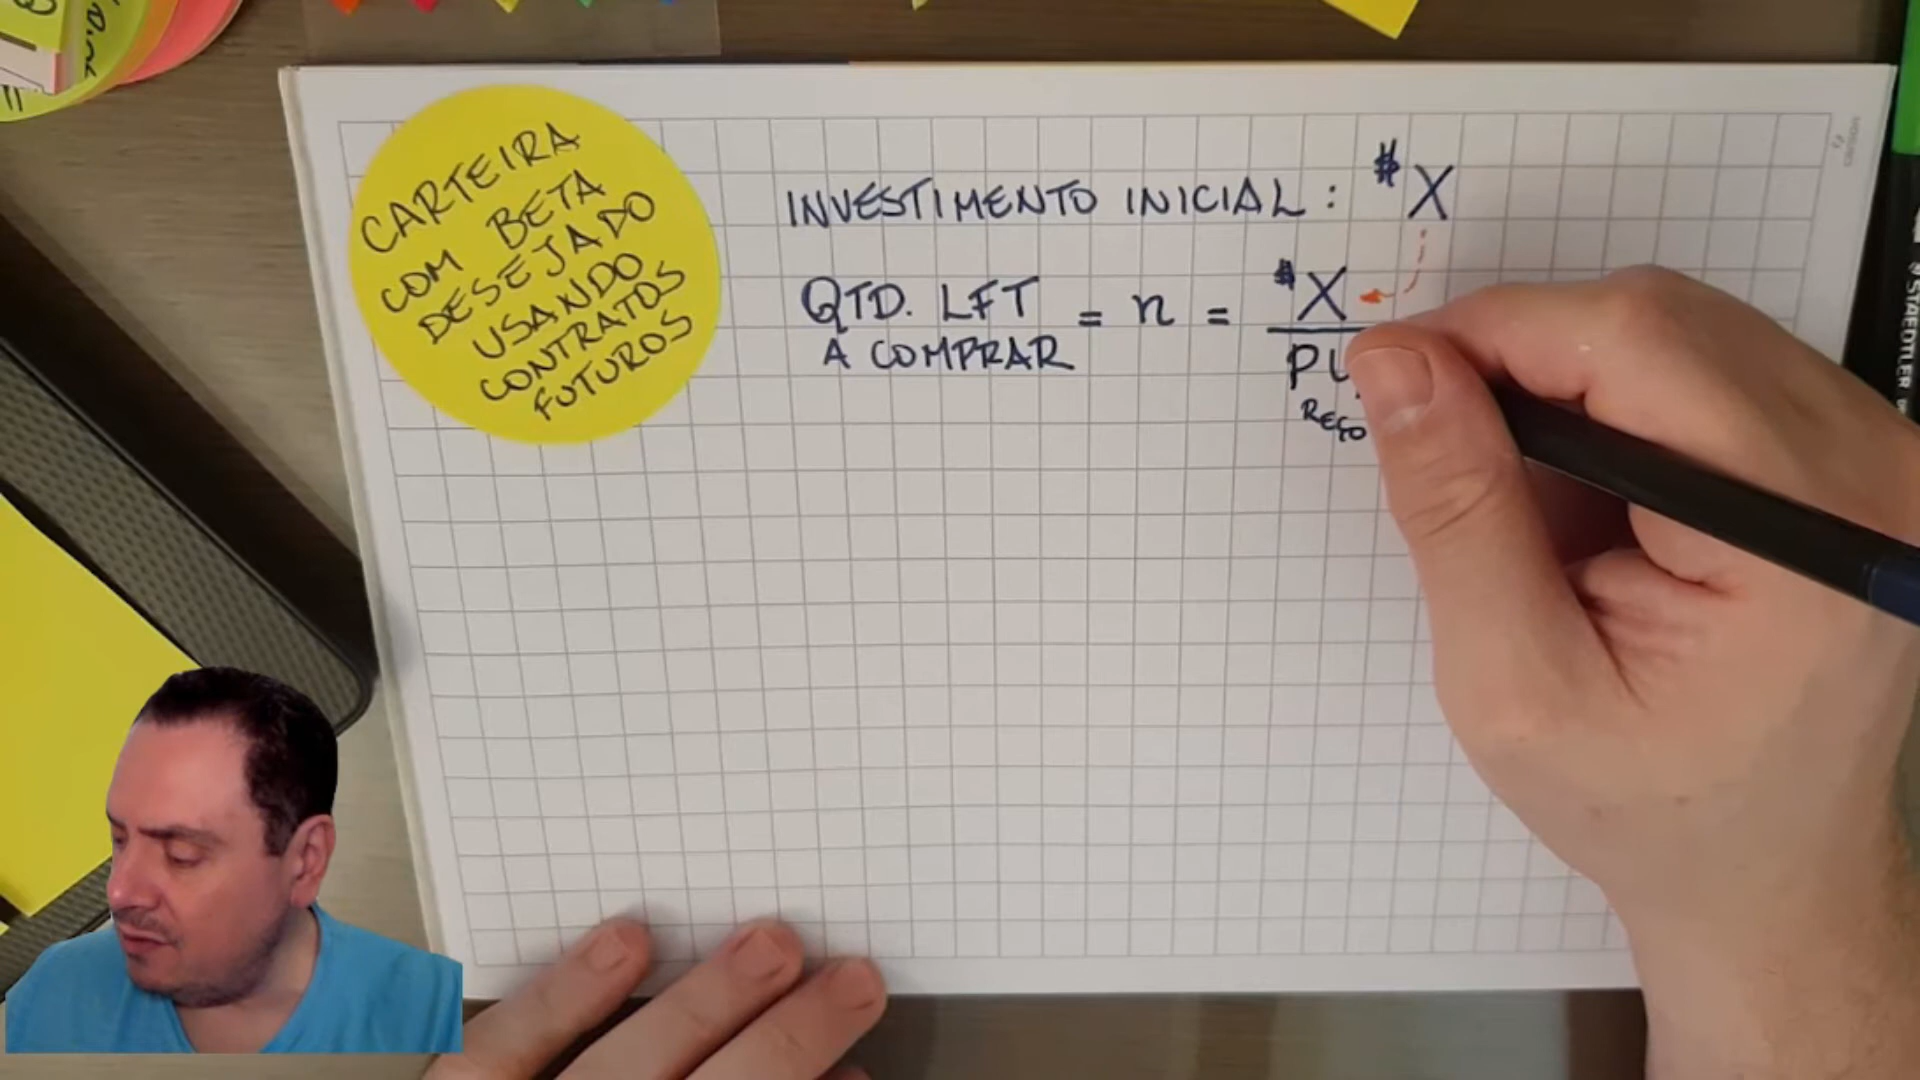 CARTEIRA
COM BETA
DESEJADO
USANDO
CONTRATOS
FUTUROS
INVESTIMENTO INICIAL: $ X
QTD. LFT
A COMPRAR = n = $ X
PU
STAEDTLER